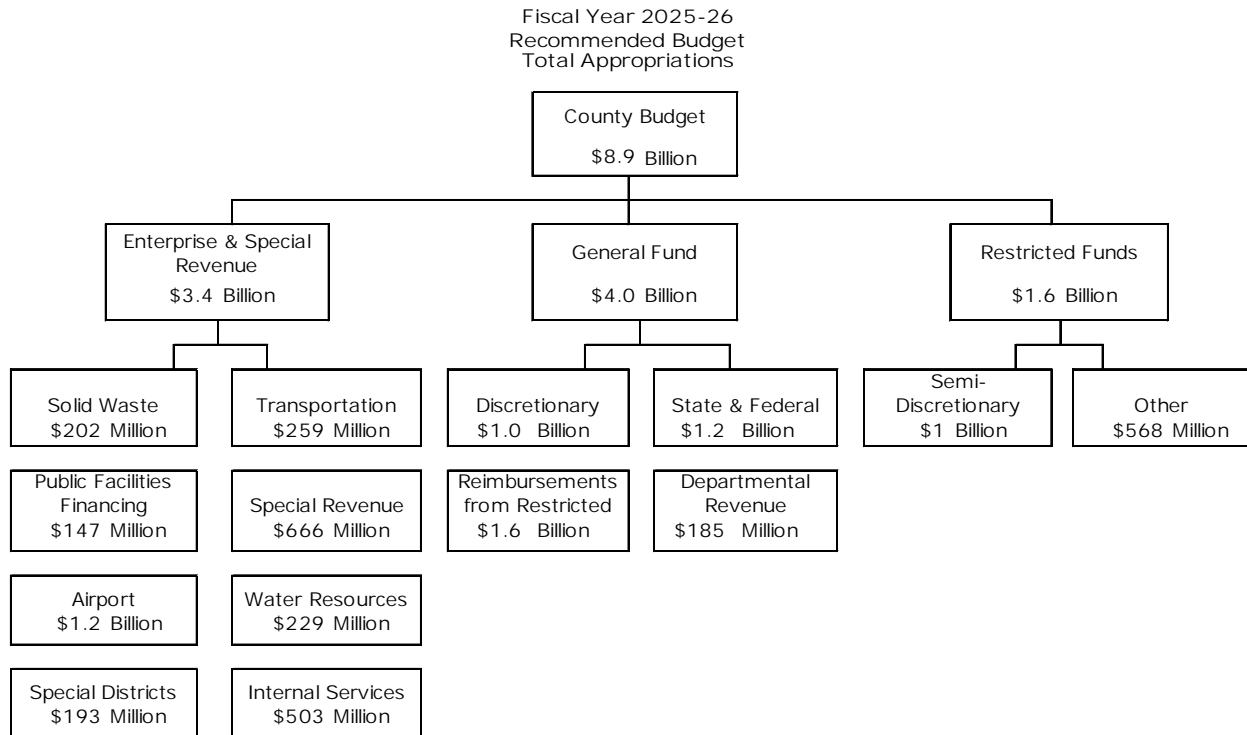 Fiscal Year 2025-26
Recommended Budget
Total Appropriations
County Budget
$8.9 Billion
Enterprise & Special
Revenue
$3.4 Billion
General Fund
$4.0 Billion
Restricted Funds
$1.6 Billion
Solid Waste
$202 Million
Transportation
$259 Million
Discretionary
$1.0 Billion
State & Federal
$1.2 Billion
Semi-
Discretionary
$1 Billion
Other
$568 Million
Public Facilities
Financing
$147 Million
Special Revenue
$666 Million
Reimbursements
from Restricted
$1.6 Billion
Departmental
Revenue
$185 Million
Airport
$1.2 Billion
Water Resources
$229 Million
Special Districts
$193 Million
Internal Services
$503 Million